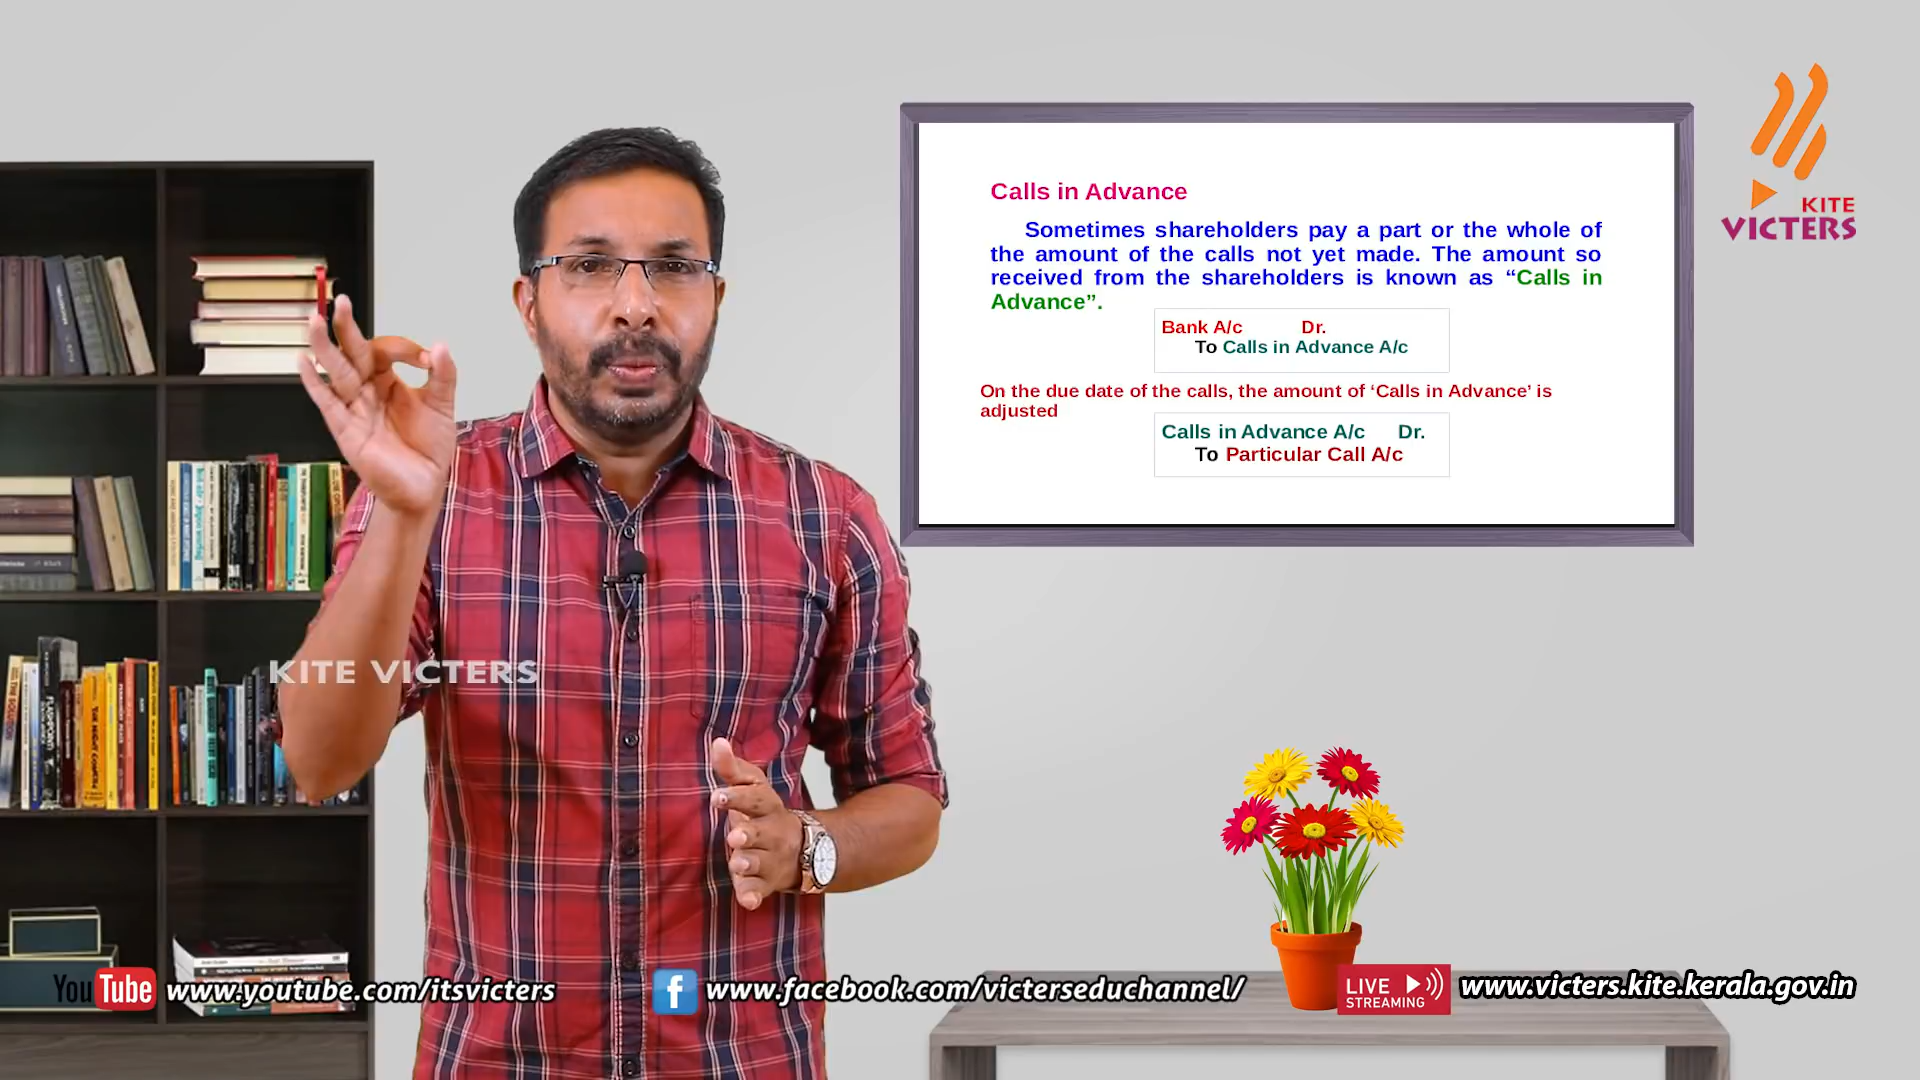 Calls in Advance
Sometimes shareholders pay a part or the whole of
the amount of the calls not yet made. The amount so
received from the shareholders is known as “Calls in
Advance”.
Bank A/c Dr.
To Calls in Advance A/c
On the due date of the calls, the amount of ‘Calls in Advance’ is
adjusted
Calls in Advance A/c Dr.
To Particular Call A/c
KITE
VICTERS
KITE VICTERS
YouTube www.youtube.com/itsvicters
f www.facebook.com/victerseduchannel/
LIVE
STREAMING
www.victers.kite.kerala.gov.in